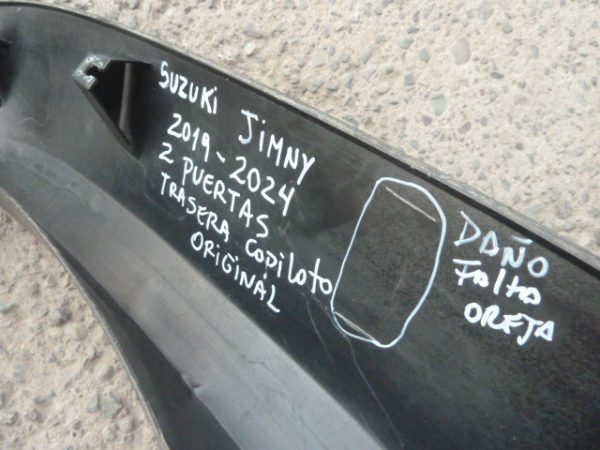 SUZUKi JiMNY
2019-2024
2 PUERTAS
TRASERA COPILOTO
ORIGINAL
DAÑO
FALTA
OREJA